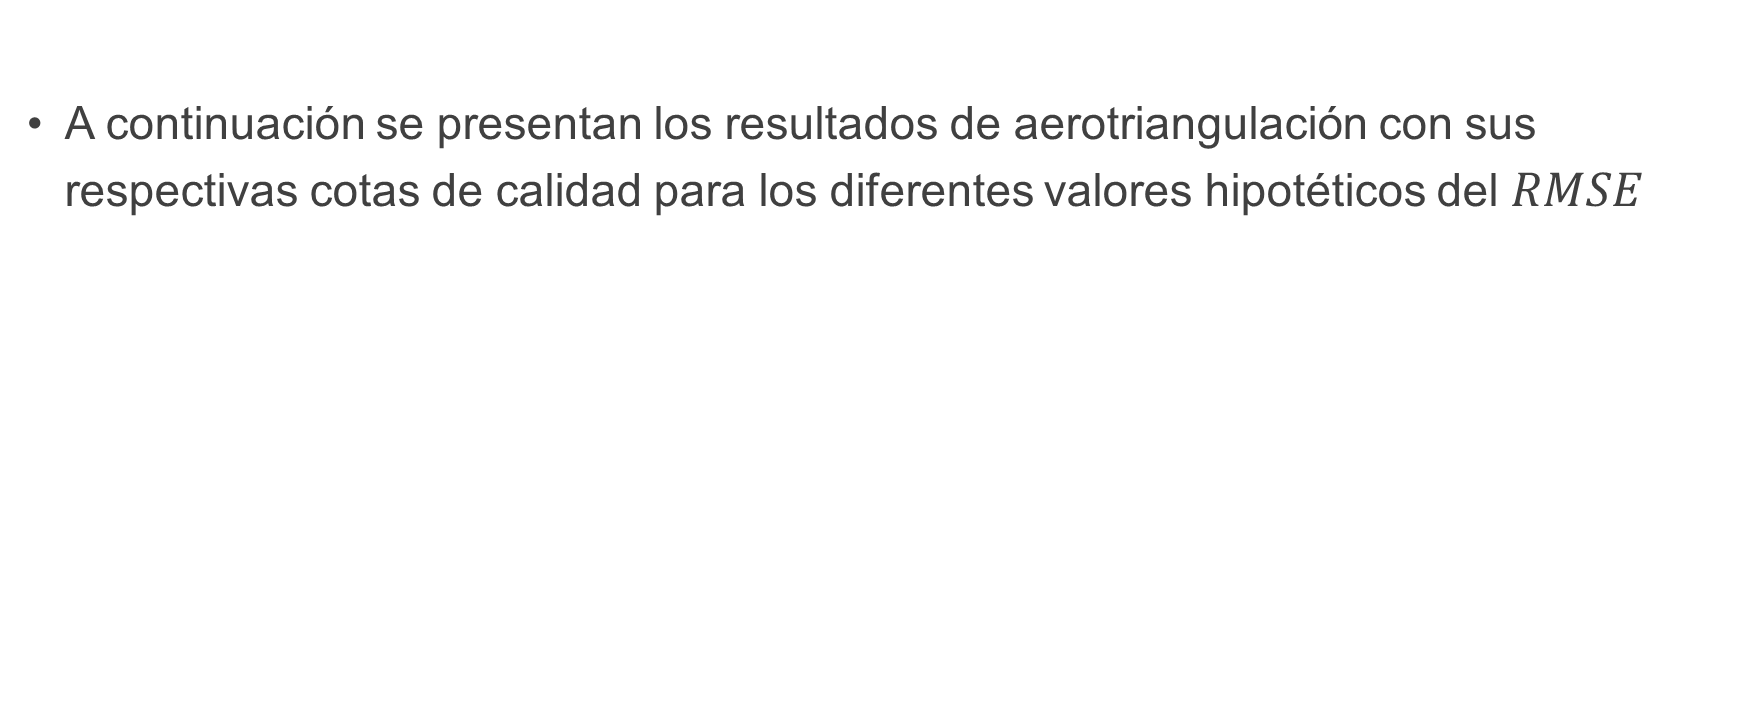 • A continuación se presentan los resultados de aerotriangulación con sus
respectivas cotas de calidad para los diferentes valores hipotéticos del RMSE